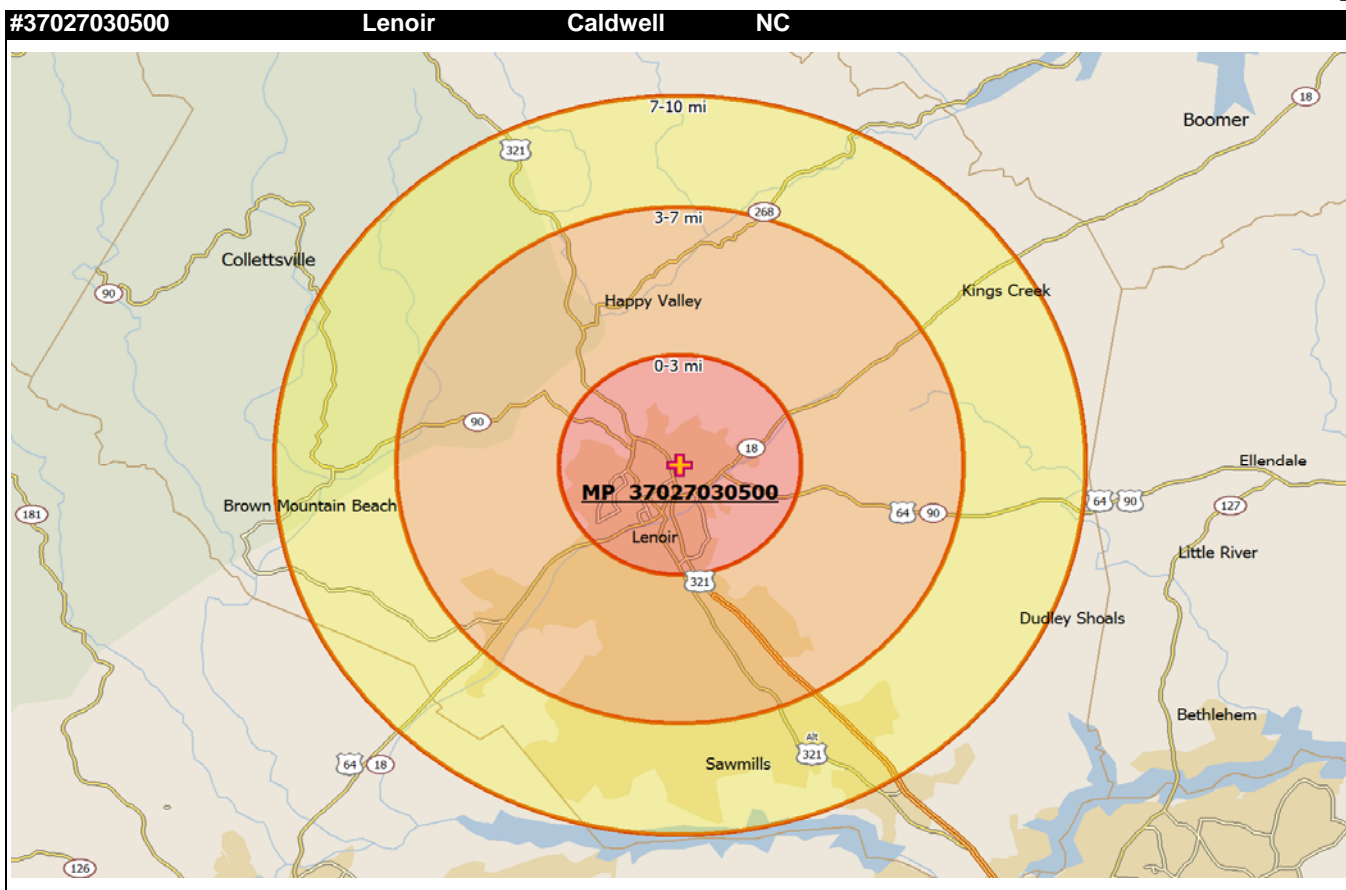 #37027030500 Lenoir Caldwell NC
7-10 mi
18
Boomer
321
3-7 mi
268
Collettsville
90
Happy Valley
Kings Creek
0-3 mi
90
18
MP 37027030500
Ellendale
64 90
127
181
Brown Mountain Beach
64 90
Lenoir
Little River
321
Dudley Shoals
Bethlehem
Alt
321
Sawmills
64 18
126